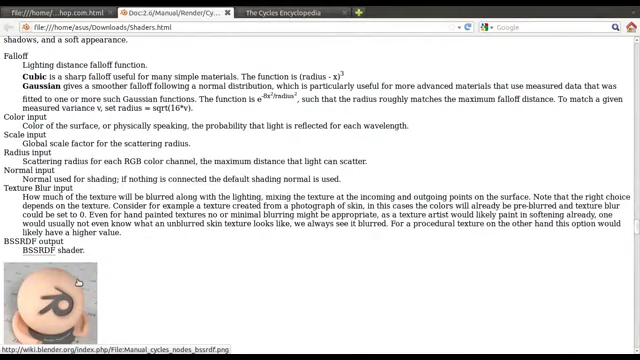 file:///home/...hop.com.html
Doc:2.6/Manual/Render/Cy...
The Cycles Encyclopedia
file:///home/asus/Downloads/Shaders.html
shadows, and a soft appearance.
Falloff
Lighting distance falloff function.
Cubic is a sharp falloff useful for many simple materials. The function is (radius - x)³
Gaussian gives a smoother falloff following a normal distribution, which is particularly useful for more advanced materials that use measured data that was
fitted to one or more such Gaussian functions. The function is e^-8x²/radius², such that the radius roughly matches the maximum falloff distance. To match a given
measured variance v, set radius = sqrt(16*v).
Color input
Color of the surface, or physically speaking, the probability that light is reflected for each wavelength.
Scale input
Global scale factor for the scattering radius.
Radius input
Scattering radius for each RGB color channel, the maximum distance that light can scatter.
Normal input
Normal used for shading; if nothing is connected the default shading normal is used.
Texture Blur input
How much of the texture will be blurred along with the lighting, mixing the texture at the incoming and outgoing points on the surface. Note that the right choice
depends on the texture. Consider for example a texture created from a photograph of skin, in this cases the colors will already be pre-blurred and texture blur
could be set to 0. Even for hand painted textures no or minimal blurring might be appropriate, as a texture artist would likely paint in softening already, one
would usually not even know what an unblurred skin texture looks like, we always see it blurred. For a procedural texture on the other hand this option would
likely have a higher value.
BSSRDF output
BSSRDF shader.
http://wiki.blender.org/index.php/File:Manual_cycles_nodes_bssrdf.png